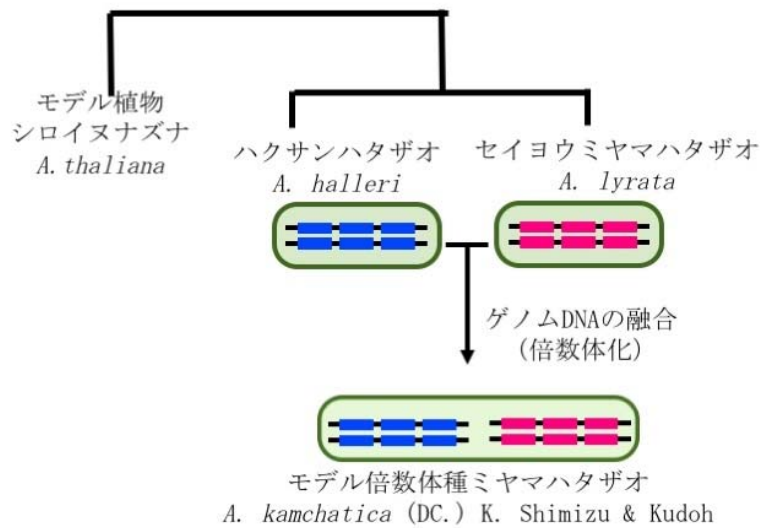 モデル植物
シロイヌナズナ
A.thaliana
ハクサンハタザオ
A. halleri
セイヨウミヤマハタザオ
A. lyrata
ゲノムDNAの融合
(倍数体化)
モデル倍数体種ミヤマハタザオ
A. kamchatica (DC.) K. Shimizu & Kudoh